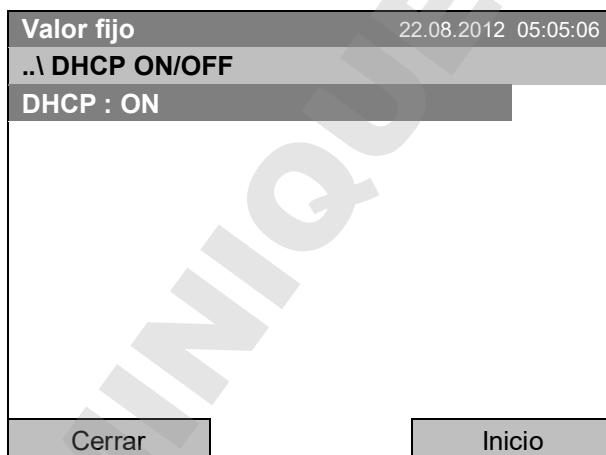 Valor fijo 22.08.2012 05:05:06
..\ DHCP ON/OFF
DHCP : ON
Cerrar Inicio